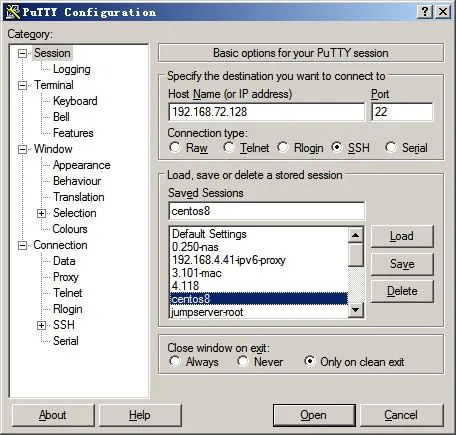 PuTTY Configuration
Category:
Session
Logging
Terminal
Keyboard
Bell
Features
Window
Appearance
Behaviour
Translation
Selection
Colours
Connection
Data
Proxy
Telnet
Rlogin
SSH
Serial
Basic options for your PuTTY session
Specify the destination you want to connect to
Host Name (or IP address) Port
192.168.72.128 22
Connection type:
Raw Telnet Rlogin SSH Serial
Load, save or delete a stored session
Saved Sessions
centos8
Default Settings
0.250-nas
192.168.4.41-ipv6-proxy
3.101-mac
4.118
centos8
jumpserver-root
Load
Save
Delete
Close window on exit:
Always Never Only on clean exit
About Help Open Cancel